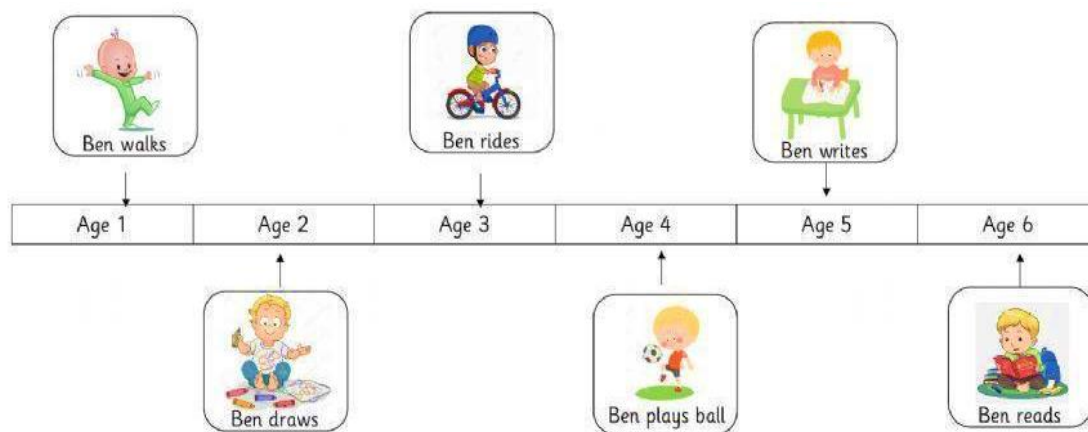 Ben walks
Ben rides
Ben writes
Age 1 Age 2 Age 3 Age 4 Age 5 Age 6
Ben draws
Ben plays ball
Ben reads